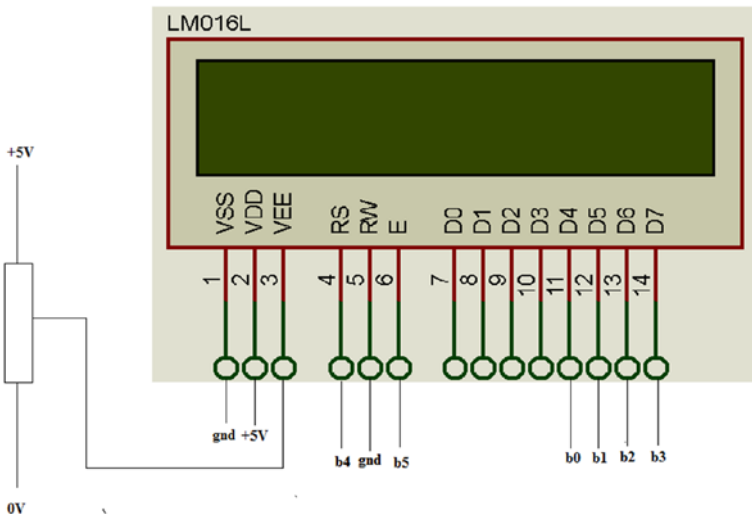 LM016L
+5V
VSS VDD VEE RS RW E D0 D1 D2 D3 D4 D5 D6 D7
1 2 3 4 5 6 7 8 9 10 11 12 13 14
gnd +5V
b4 gnd b5
b0 b1 b2 b3
0V